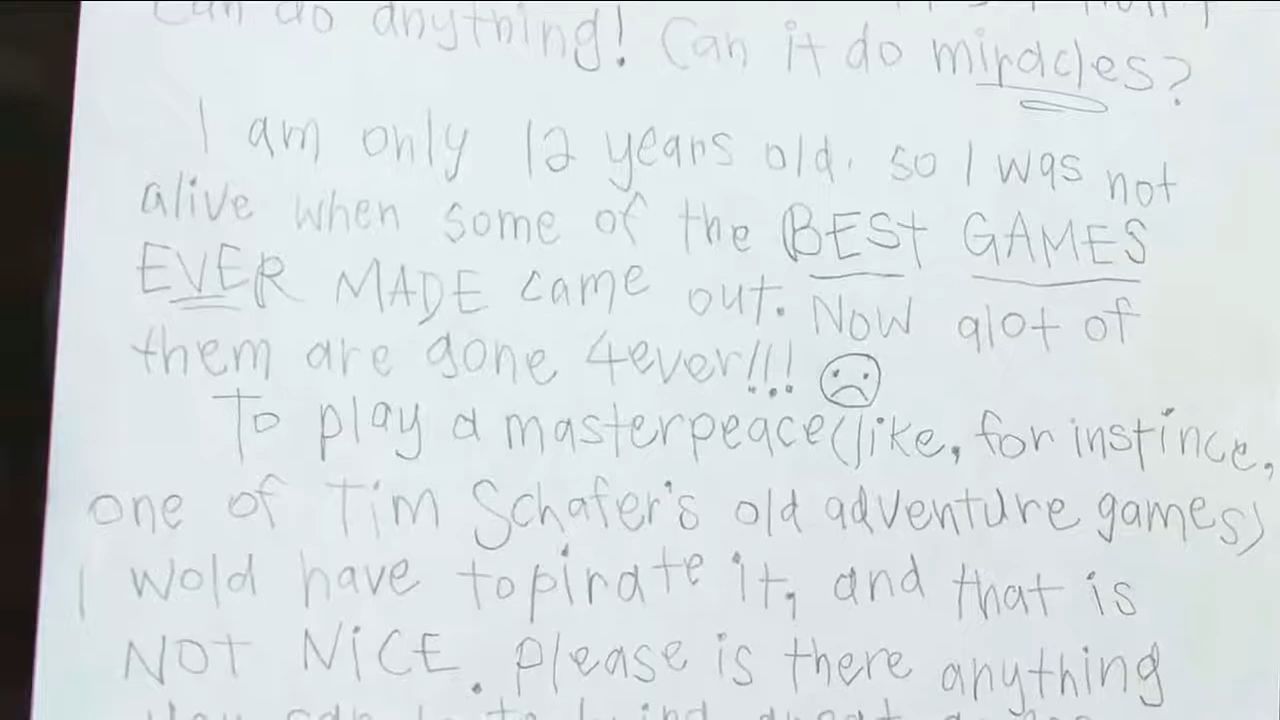 can do anything! Can it do miracles?
I am only 12 years old. so I was not
alive when some of the BEST GAMES
EVER MADE came out. Now alot of
them are gone 4ever!!!
To play a masterpeace (like, for instince,
one of Tim Schafer's old adventure games)
I wold have to pirate it, and that is
NOT NiCE. please is there anything
you can